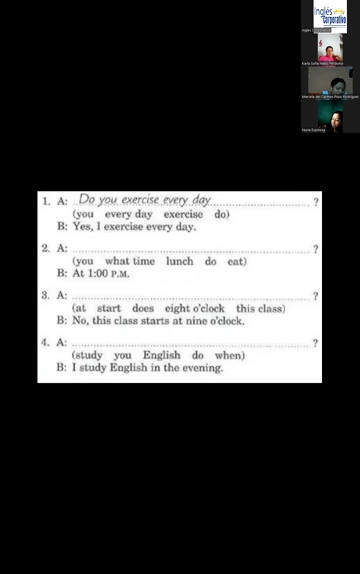 Inglés
Corporativo
1. A: Do you exercise every day ?
(you every day exercise do)
B: Yes, I exercise every day.
2. A: ?
(you what time lunch do eat)
B: At 1:00 P.M.
3. A: ?
(at start does eight o'clock this class)
B: No, this class starts at nine o'clock.
4. A: ?
(study you English do when)
B: I study English in the evening.